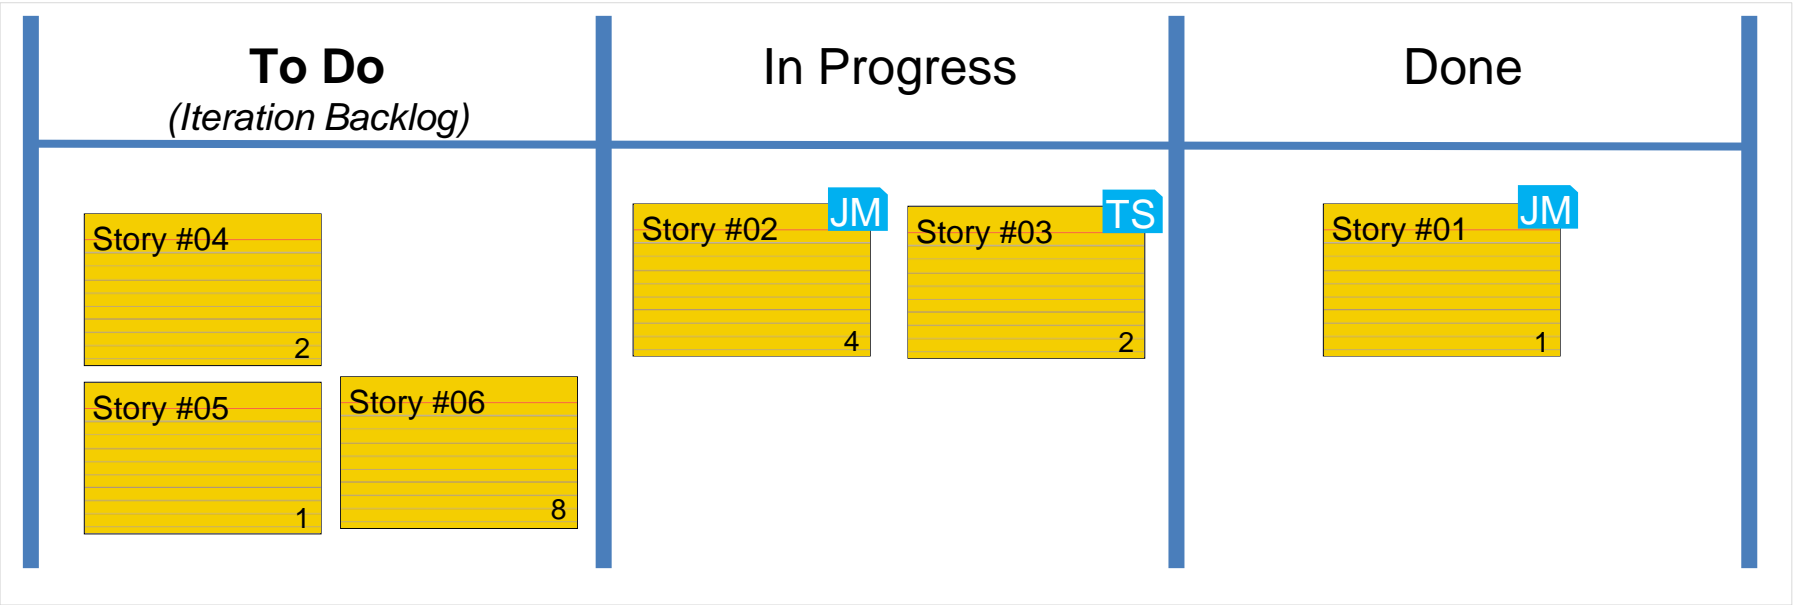 To Do
(Iteration Backlog)
In Progress
Done
Story #04
2
Story #05
1
Story #06
8
Story #02
JM
4
Story #03
TS
2
Story #01
JM
1